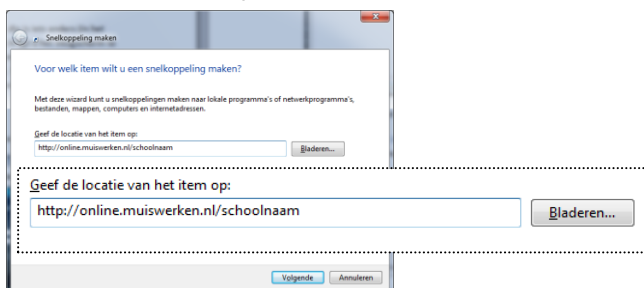 Snelkoppeling maken
Voor welk item wilt u een snelkoppeling maken?
Met deze wizard kunt u snelkoppelingen maken naar lokale programma's of netwerkprogramma's,
bestanden, mappen, computers en internetadressen.
Geef de locatie van het item op:
http://online.muiswerken.nl/schoolnaam
Bladeren...
Geef de locatie van het item op:
http://online.muiswerken.nl/schoolnaam
Bladeren...
Volgende
Annuleren